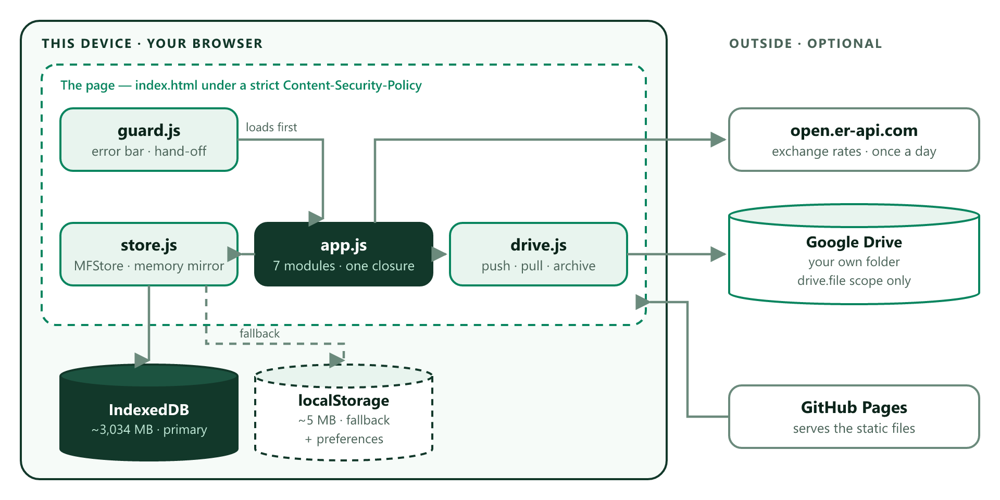 THIS DEVICE · YOUR BROWSER
OUTSIDE · OPTIONAL
The page — index.html under a strict Content-Security-Policy
guard.js
error bar · hand-off
loads first
open.er-api.com
exchange rates · once a day
store.js
MFStore · memory mirror
app.js
7 modules · one closure
drive.js
push · pull · archive
Google Drive
your own folder
drive.file scope only
fallback
IndexedDB
~3,034 MB · primary
localStorage
~5 MB · fallback
+ preferences
GitHub Pages
serves the static files